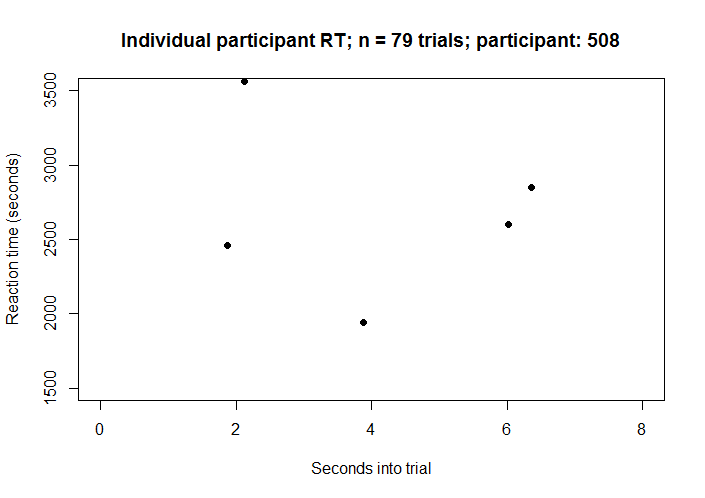 Individual participant RT; n = 79 trials; participant: 508
Reaction time (seconds)
3500
3000
2500
2000
1500
0 2 4 6 8
Seconds into trial